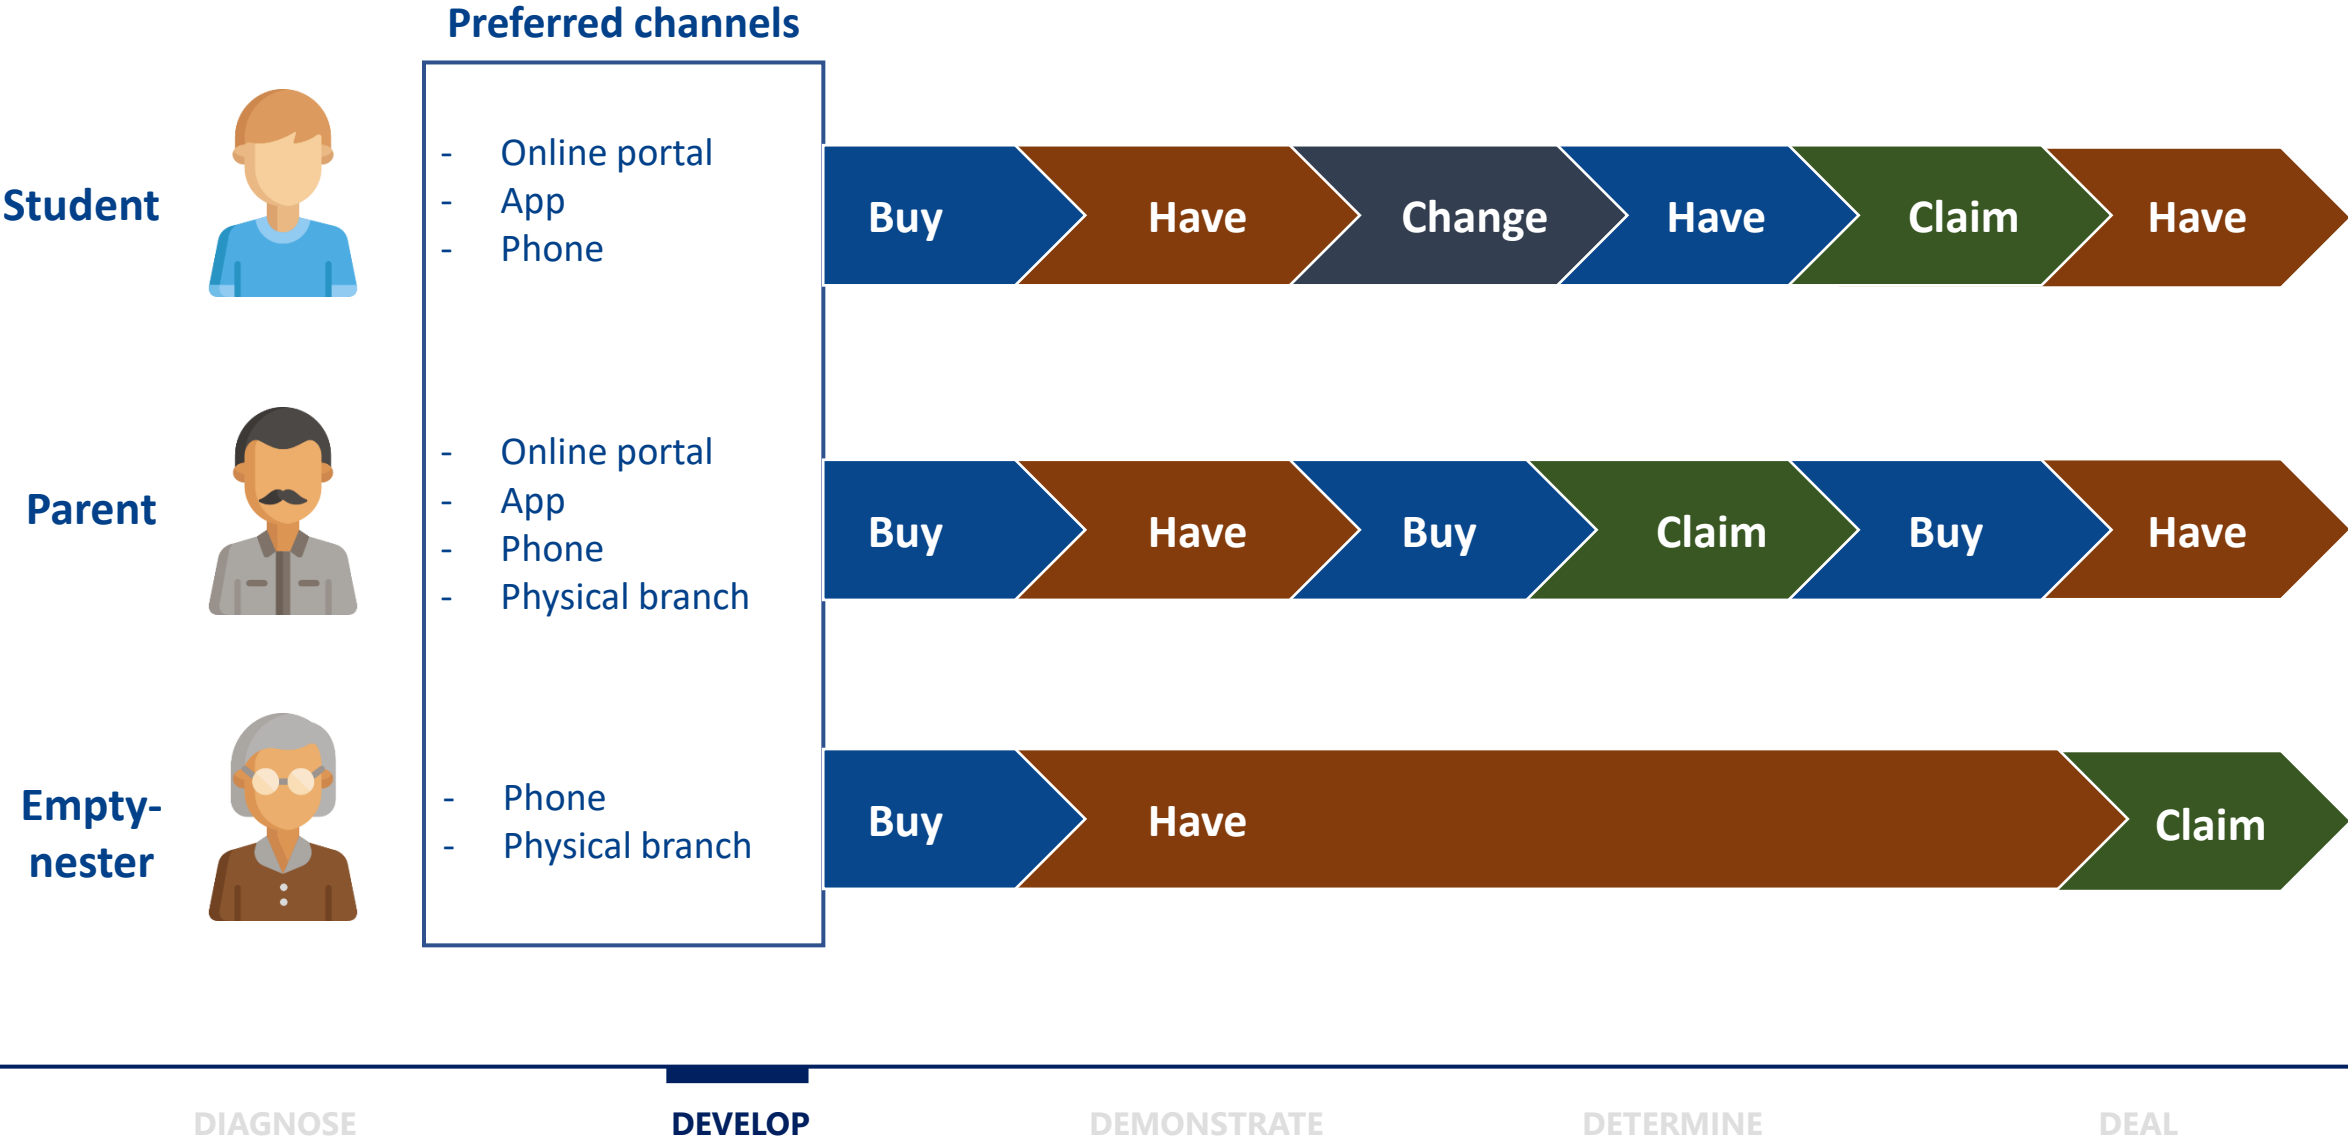 Preferred channels
Student
- Online portal
- App
- Phone
Buy Have Change Have Claim Have
Parent
- Online portal
- App
- Phone
- Physical branch
Buy Have Buy Claim Buy Have
Empty-
nester
- Phone
- Physical branch
Buy Have Claim
DIAGNOSE DEVELOP DEMONSTRATE DETERMINE DEAL